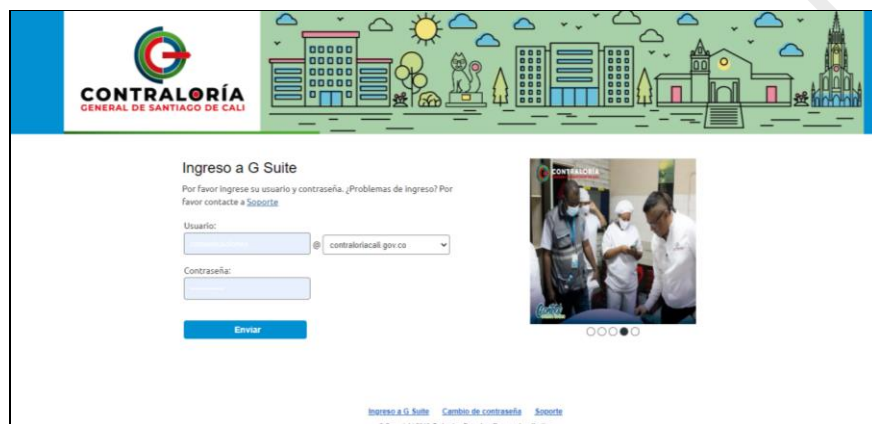 CONTRALORÍA
GENERAL DE SANTIAGO DE CALI
Ingreso a G Suite
Por favor ingrese su usuario y contraseña. ¿Problemas de ingreso? Por
favor contacte a Soporte
Usuario:
@ contraloriacali.gov.co
Contraseña:
Enviar
CONTRALORÍA
Ingreso a G Suite Cambio de contraseña Soporte